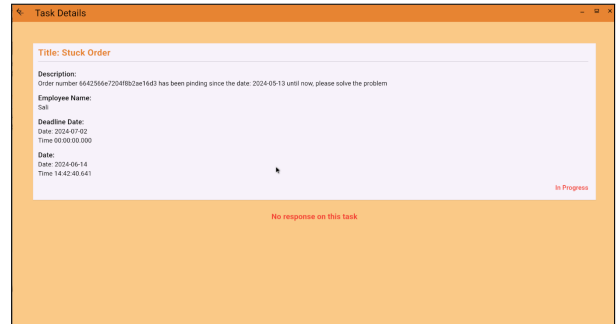 Task Details
Title: Stuck Order
Description:
Order number 6642566e7204f8b2ae16d3 has been pinding since the date: 2024-05-13 until now, please solve the problem
Employee Name:
Sali
Deadline Date:
Date: 2024-07-02
Time 00:00:00.000
Date:
Date: 2024-06-14
Time 14:42:40.641
In Progress
No response on this task